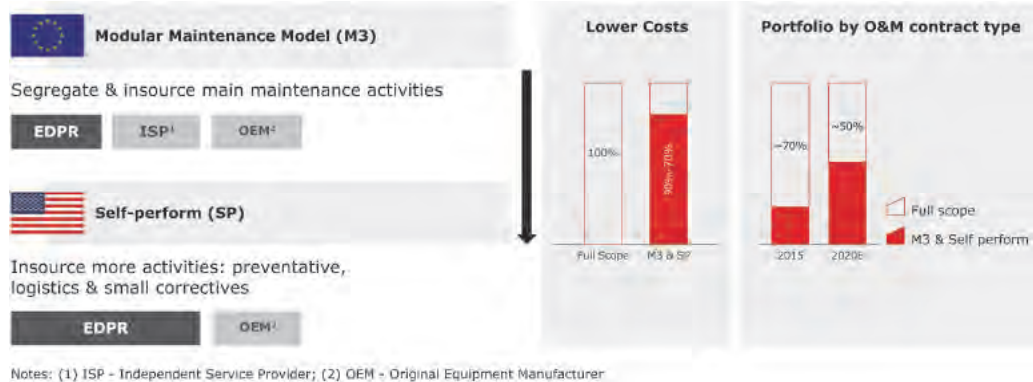 Modular Maintenance Model (M3)
Segregate & insource main maintenance activities
EDPR
ISP¹
OEM²
Self-perform (SP)
Insource more activities: preventative,
logistics & small correctives
EDPR
OEM²
Lower Costs
100%
90%-70%
Full Scope
M3 & SP
Portfolio by O&M contract type
~70%
~50%
2015
2020E
Full scope
M3 & Self perform
Notes: (1) ISP - Independent Service Provider; (2) OEM - Original Equipment Manufacturer